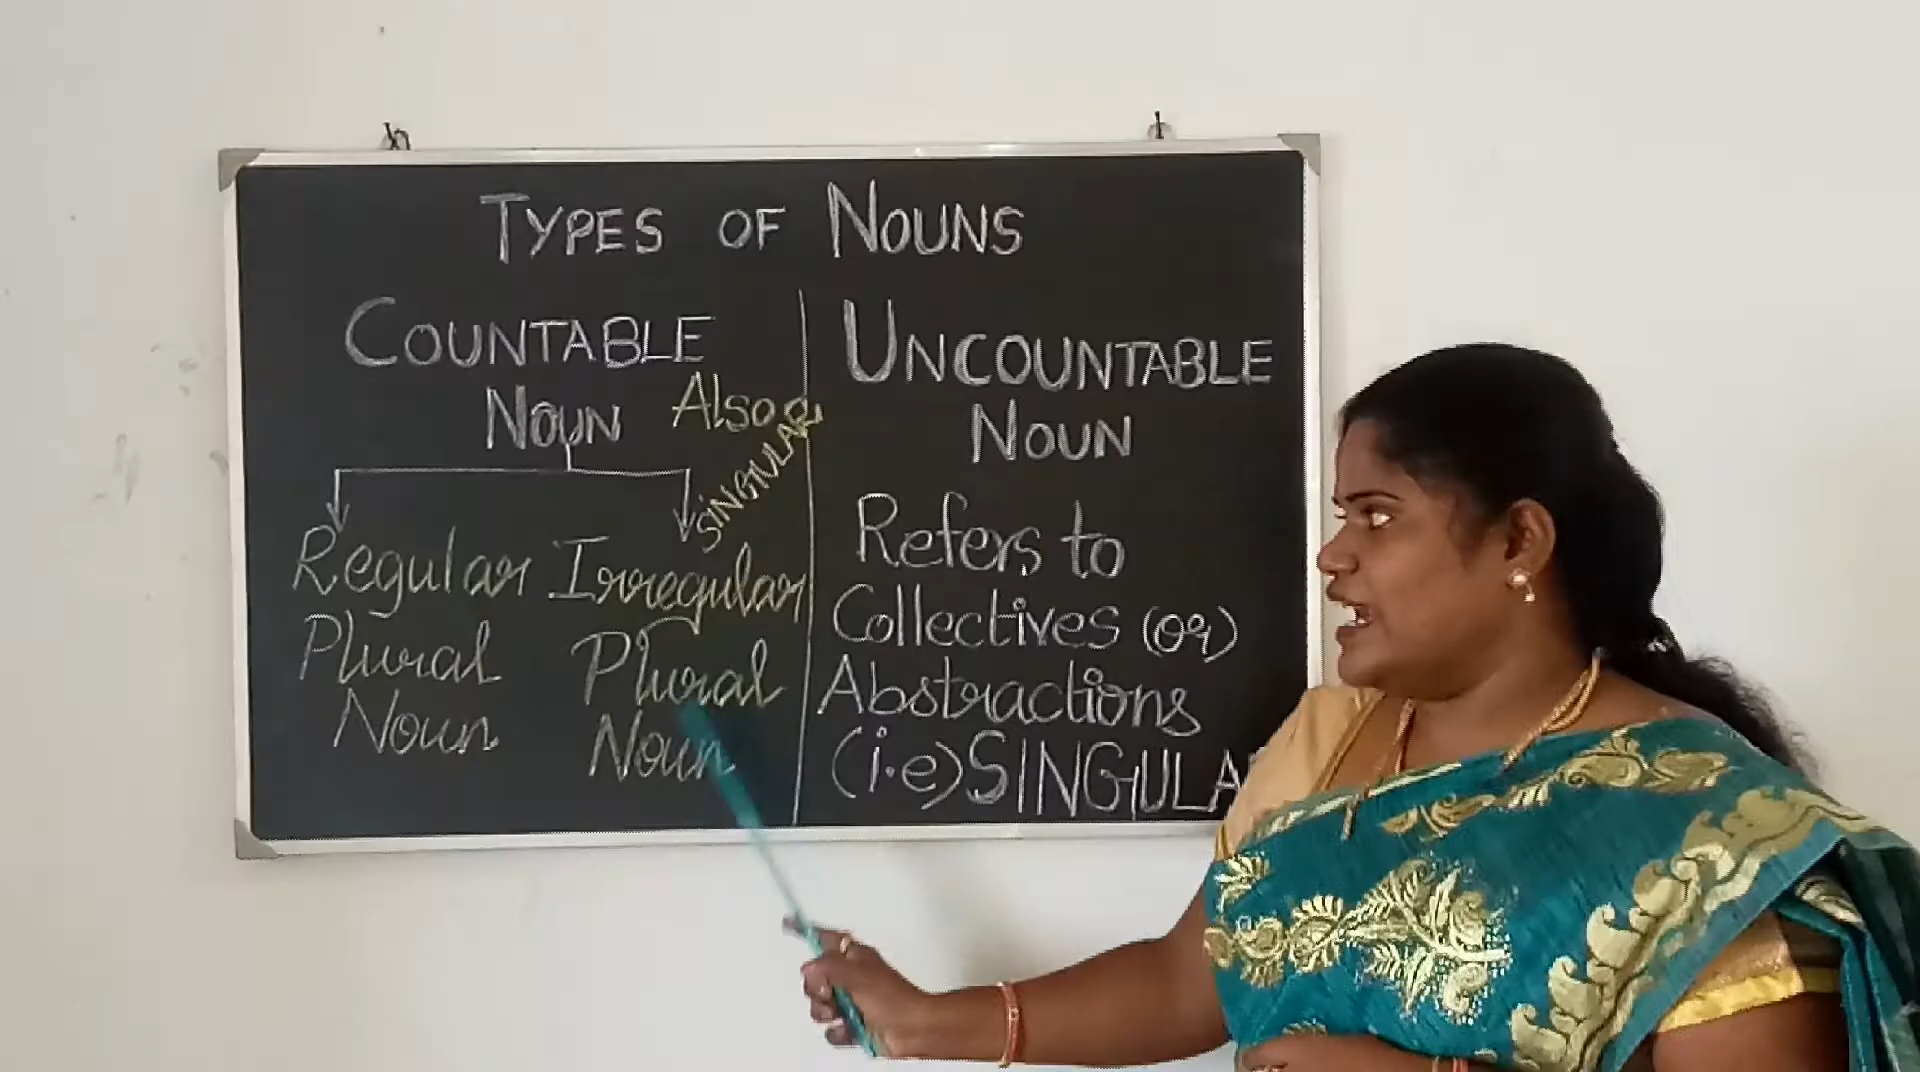 TYPES OF NOUNS
COUNTABLE
NOUN
Also
SINGULAR
Regular
Plural
Noun
Irregular
Plural
Noun
UNCOUNTABLE
NOUN
Refers to
Collectives (or)
Abstractions
(i.e) SINGULA